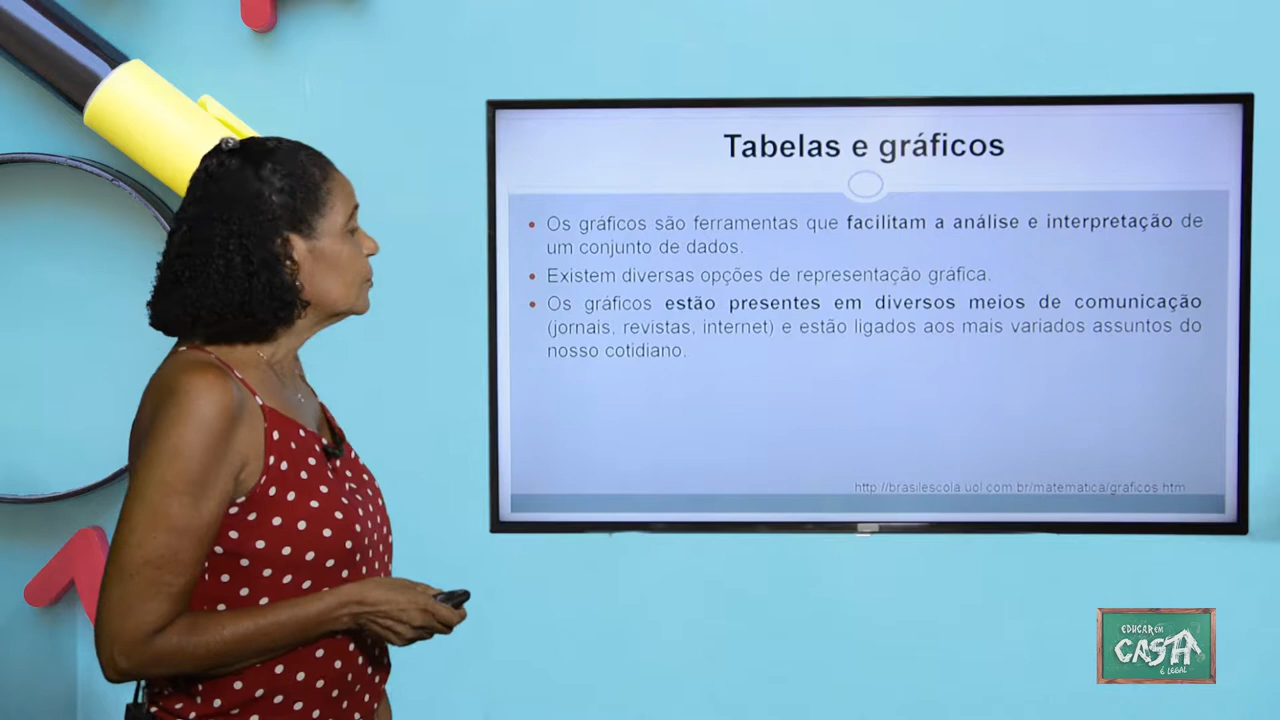 Tabelas e gráficos
Os gráficos são ferramentas que facilitam a análise e interpretação de
um conjunto de dados.
Existem diversas opções de representação gráfica.
Os gráficos estão presentes em diversos meios de comunicação
(jornais, revistas, internet) e estão ligados aos mais variados assuntos do
nosso cotidiano.
http://brasilescola.uol.com.br/matematica/graficos.htm
EDUCAR EM
CASA
É LEGAL